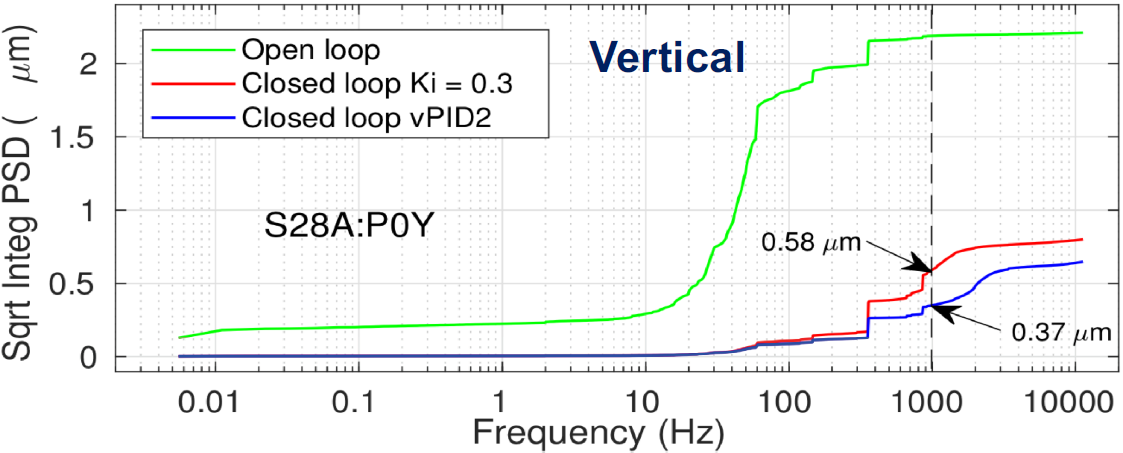 Open loop
Closed loop Ki = 0.3
Closed loop vPID2
Vertical
S28A:P0Y
0.58 μm
0.37 μm
Sqrt Integ PSD ( μm)
2
1.5
1
0.5
0
0.01 0.1 1 10 100 1000 10000
Frequency (Hz)